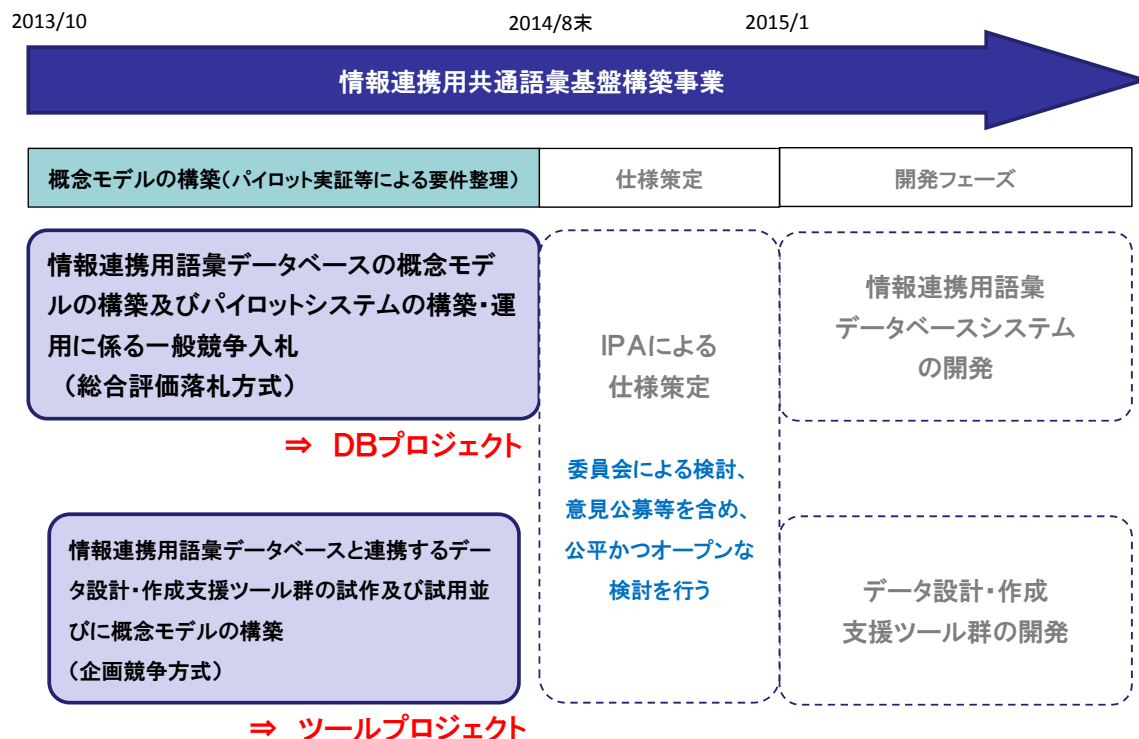 2013/10
2014/8末
2015/1
情報連携用共通語彙基盤構築事業
概念モデルの構築(パイロット実証等による要件整理)
仕様策定
開発フェーズ
情報連携用語彙データベースの概念モデ
ルの構築及びパイロットシステムの構築・運
用に係る一般競争入札
(総合評価落札方式)
⇒ DBプロジェクト
情報連携用語彙データベースと連携するデー
タ設計・作成支援ツール群の試作及び試用並
びに概念モデルの構築
(企画競争方式)
⇒ ツールプロジェクト
IPAによる
仕様策定
委員会による検討、
意見公募等を含め、
公平かつオープンな
検討を行う
情報連携用語彙
データベースシステム
の開発
データ設計・作成
支援ツール群の開発